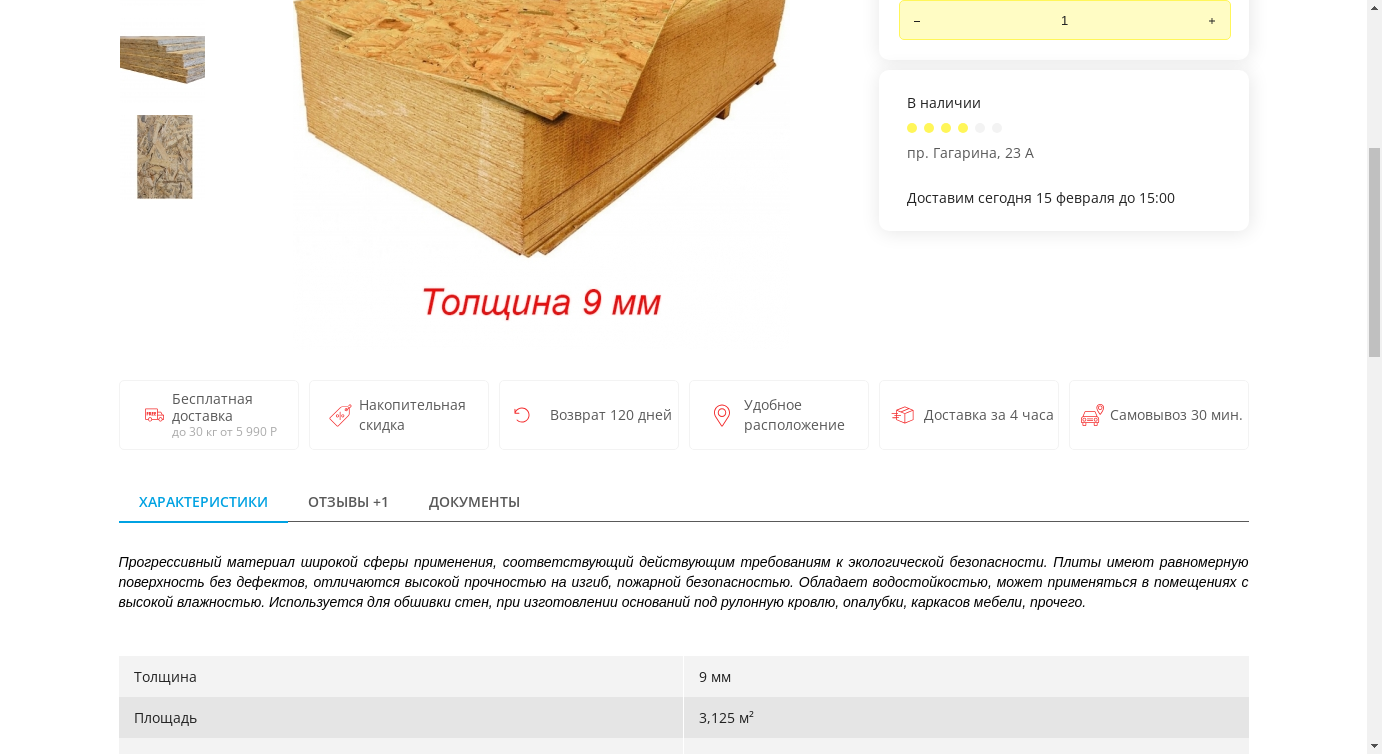 − 1 +
В наличии
пр. Гагарина, 23 А
Доставим сегодня 15 февраля до 15:00
Толщина 9 мм
FREE
Бесплатная
доставка
до 30 кг от 5 990 Р
Накопительная
скидка
Возврат 120 дней
Удобное
расположение
Доставка за 4 часа
Самовывоз 30 мин.
ХАРАКТЕРИСТИКИ ОТЗЫВЫ +1 ДОКУМЕНТЫ
Прогрессивный материал широкой сферы применения, соответствующий действующим требованиям к экологической безопасности. Плиты имеют равномерную
поверхность без дефектов, отличаются высокой прочностью на изгиб, пожарной безопасностью. Обладает водостойкостью, может применяться в помещениях с
высокой влажностью. Используется для обшивки стен, при изготовлении оснований под рулонную кровлю, опалубки, каркасов мебели, прочего.
Толщина 9 мм
Площадь 3,125 м²